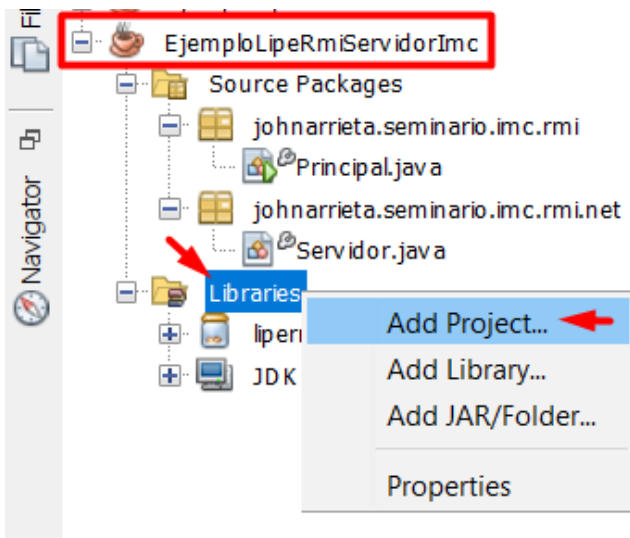 Fil
EjemploLipeRmiServidorImc
Source Packages
johnarrieta.seminario.imc.rmi
Principal.java
johnarrieta.seminario.imc.rmi.net
Servidor.java
Navigator
Libraries
JDK
Add Project...
Add Library...
Add JAR/Folder...
Properties